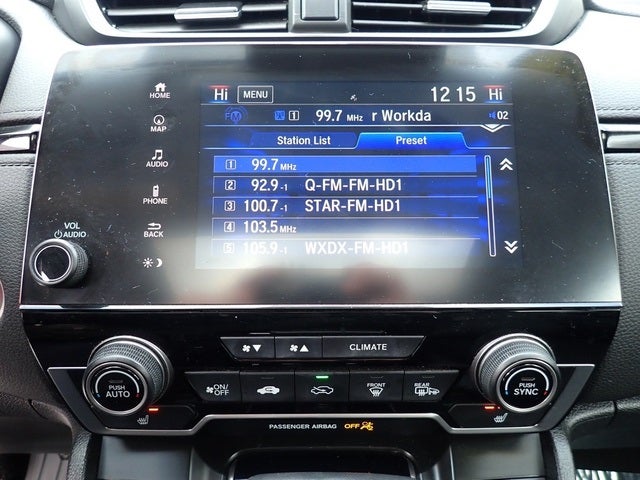 Hi MENU 12 15 Hi
FM 1 99.7 MHz r Workda 02
Station List Preset
1 99.7 MHz
2 92.9-1 Q-FM-FM-HD1
3 100.7-1 STAR-FM-HD1
4 103.5 MHz
5 105.9-1 WXDX-FM-HD1
HOME
MAP
AUDIO
PHONE
VOL
AUDIO
BACK
CLIMATE
PUSH
AUTO
ON/
OFF
FRONT
REAR
PUSH
SYNC
PASSENGER AIRBAG OFF